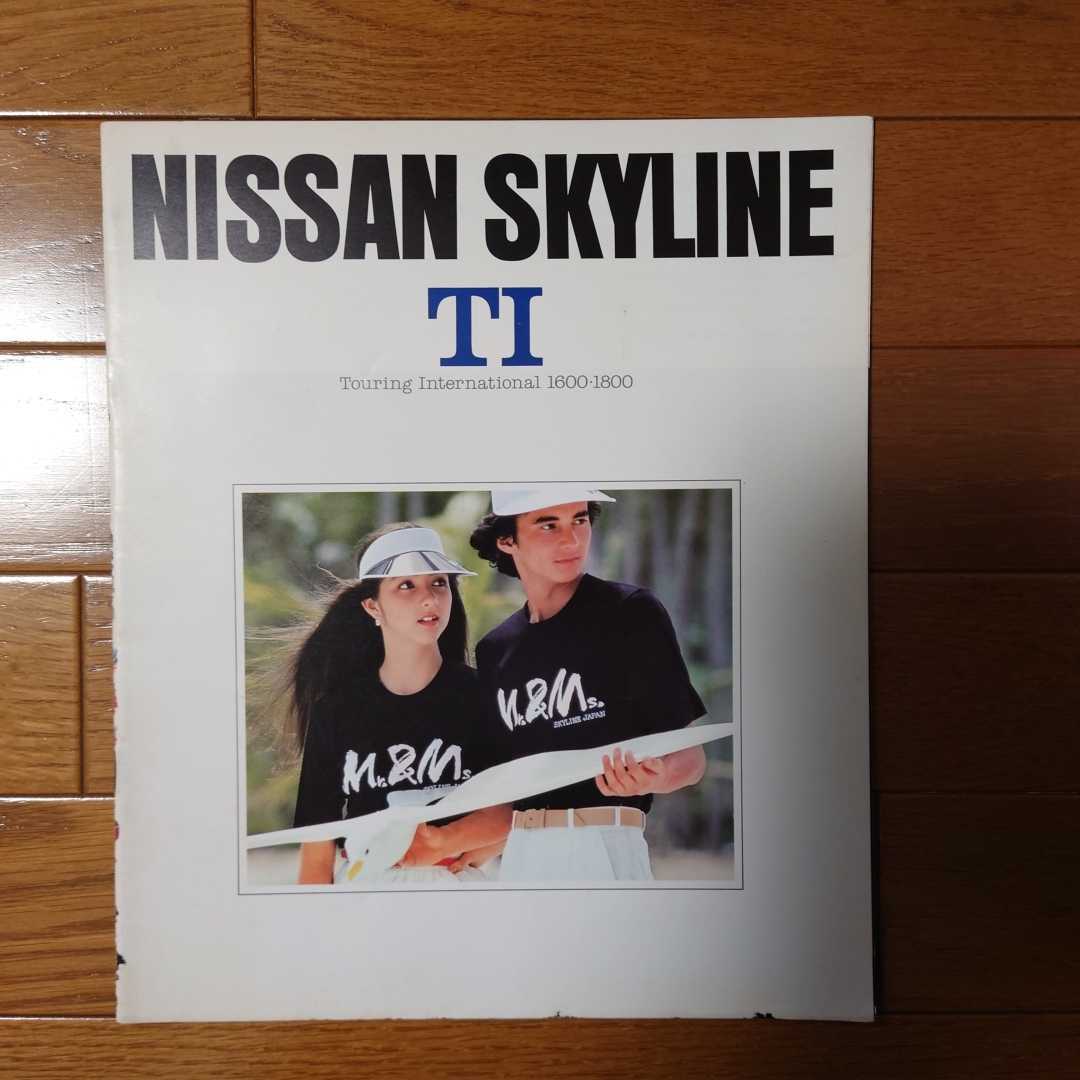 NISSAN SKYLINE
TI
Touring International 1600·1800
Mr.&Ms.
SKYLINE JAPAN
Mr.&Ms.